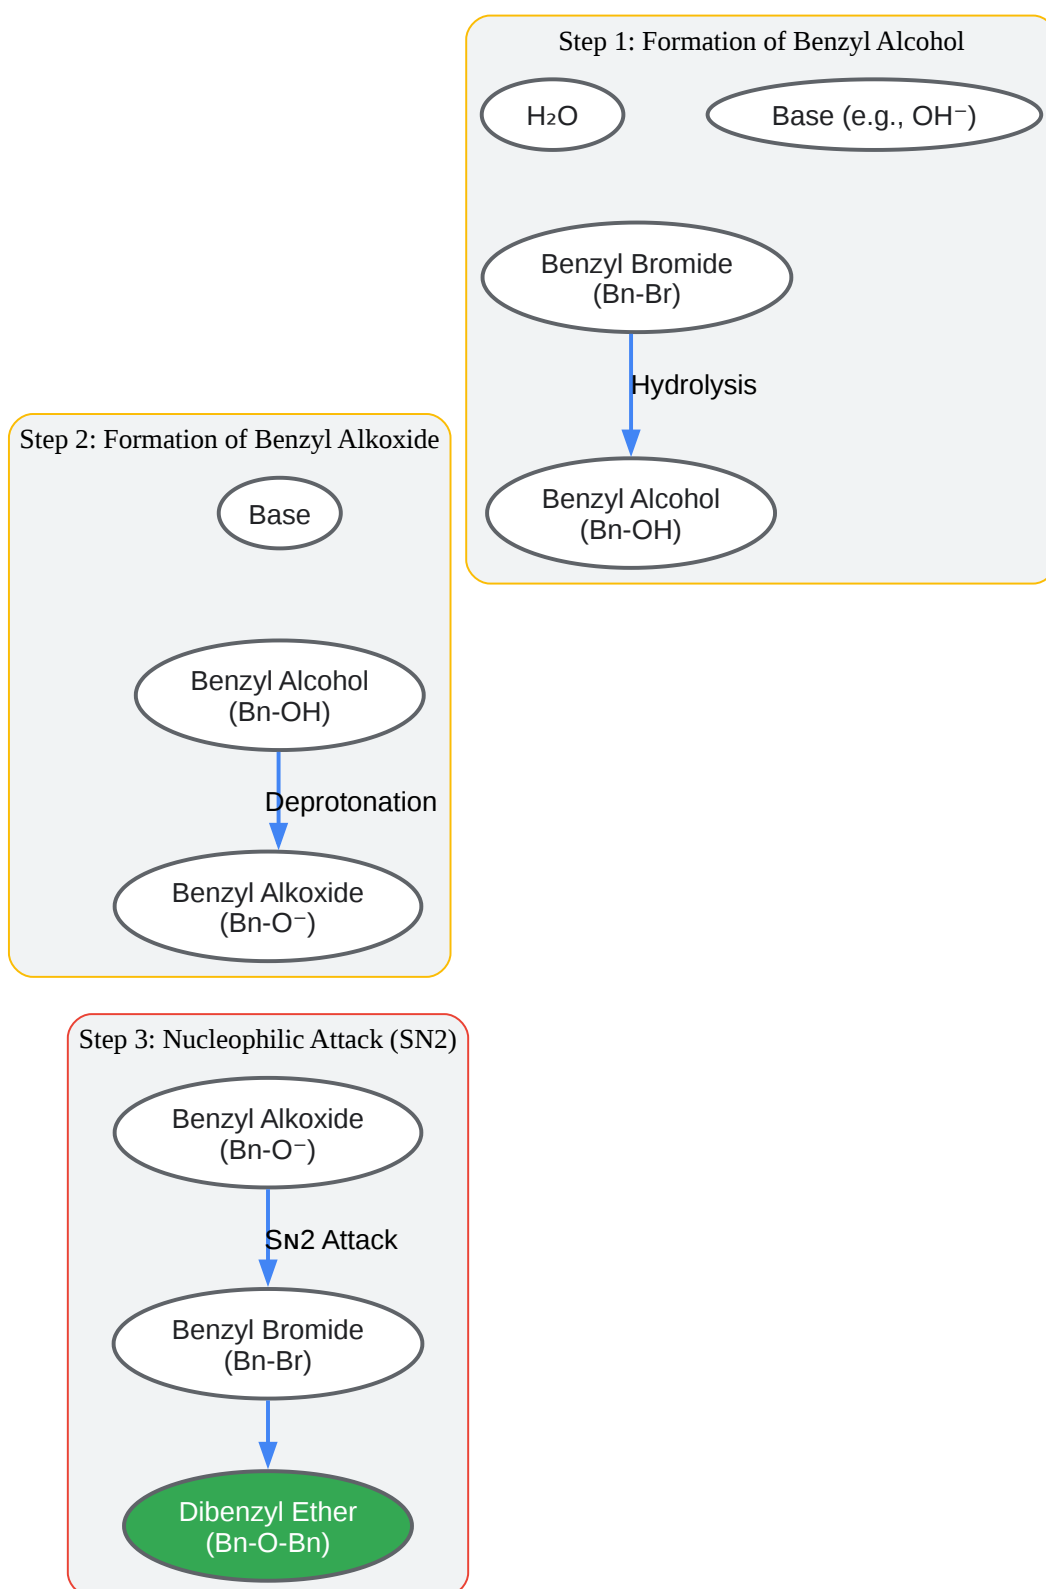 Step 1: Formation of Benzyl Alcohol
H₂O
Base (e.g., OH⁻)
Benzyl Bromide
(Bn-Br)
Hydrolysis
Benzyl Alcohol
(Bn-OH)
Step 2: Formation of Benzyl Alkoxide
Base
Benzyl Alcohol
(Bn-OH)
Deprotonation
Benzyl Alkoxide
(Bn-O⁻)
Step 3: Nucleophilic Attack (SN2)
Benzyl Alkoxide
(Bn-O⁻)
Sɴ2 Attack
Benzyl Bromide
(Bn-Br)
Dibenzyl Ether
(Bn-O-Bn)